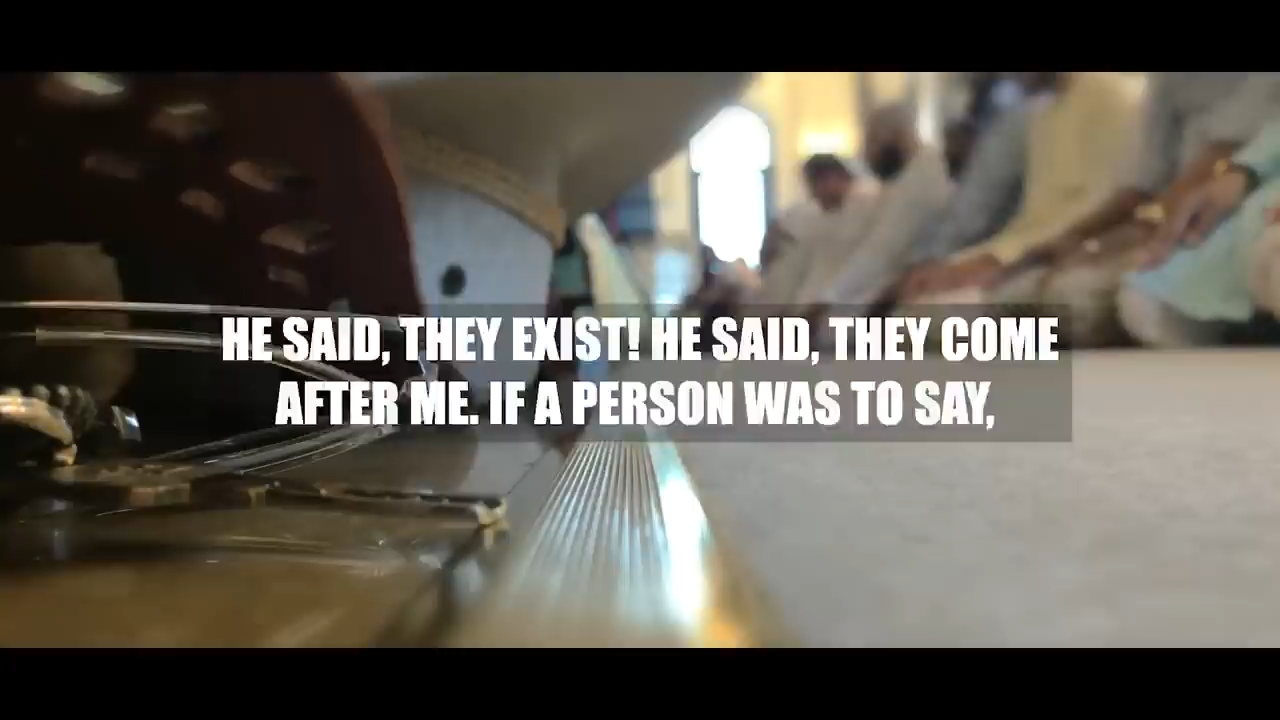 HE SAID, THEY EXIST! HE SAID, THEY COME
AFTER ME. IF A PERSON WAS TO SAY,